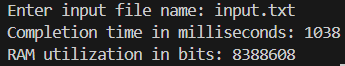 Enter input file name: input.txt
Completion time in milliseconds: 1038
RAM utilization in bits: 8388608